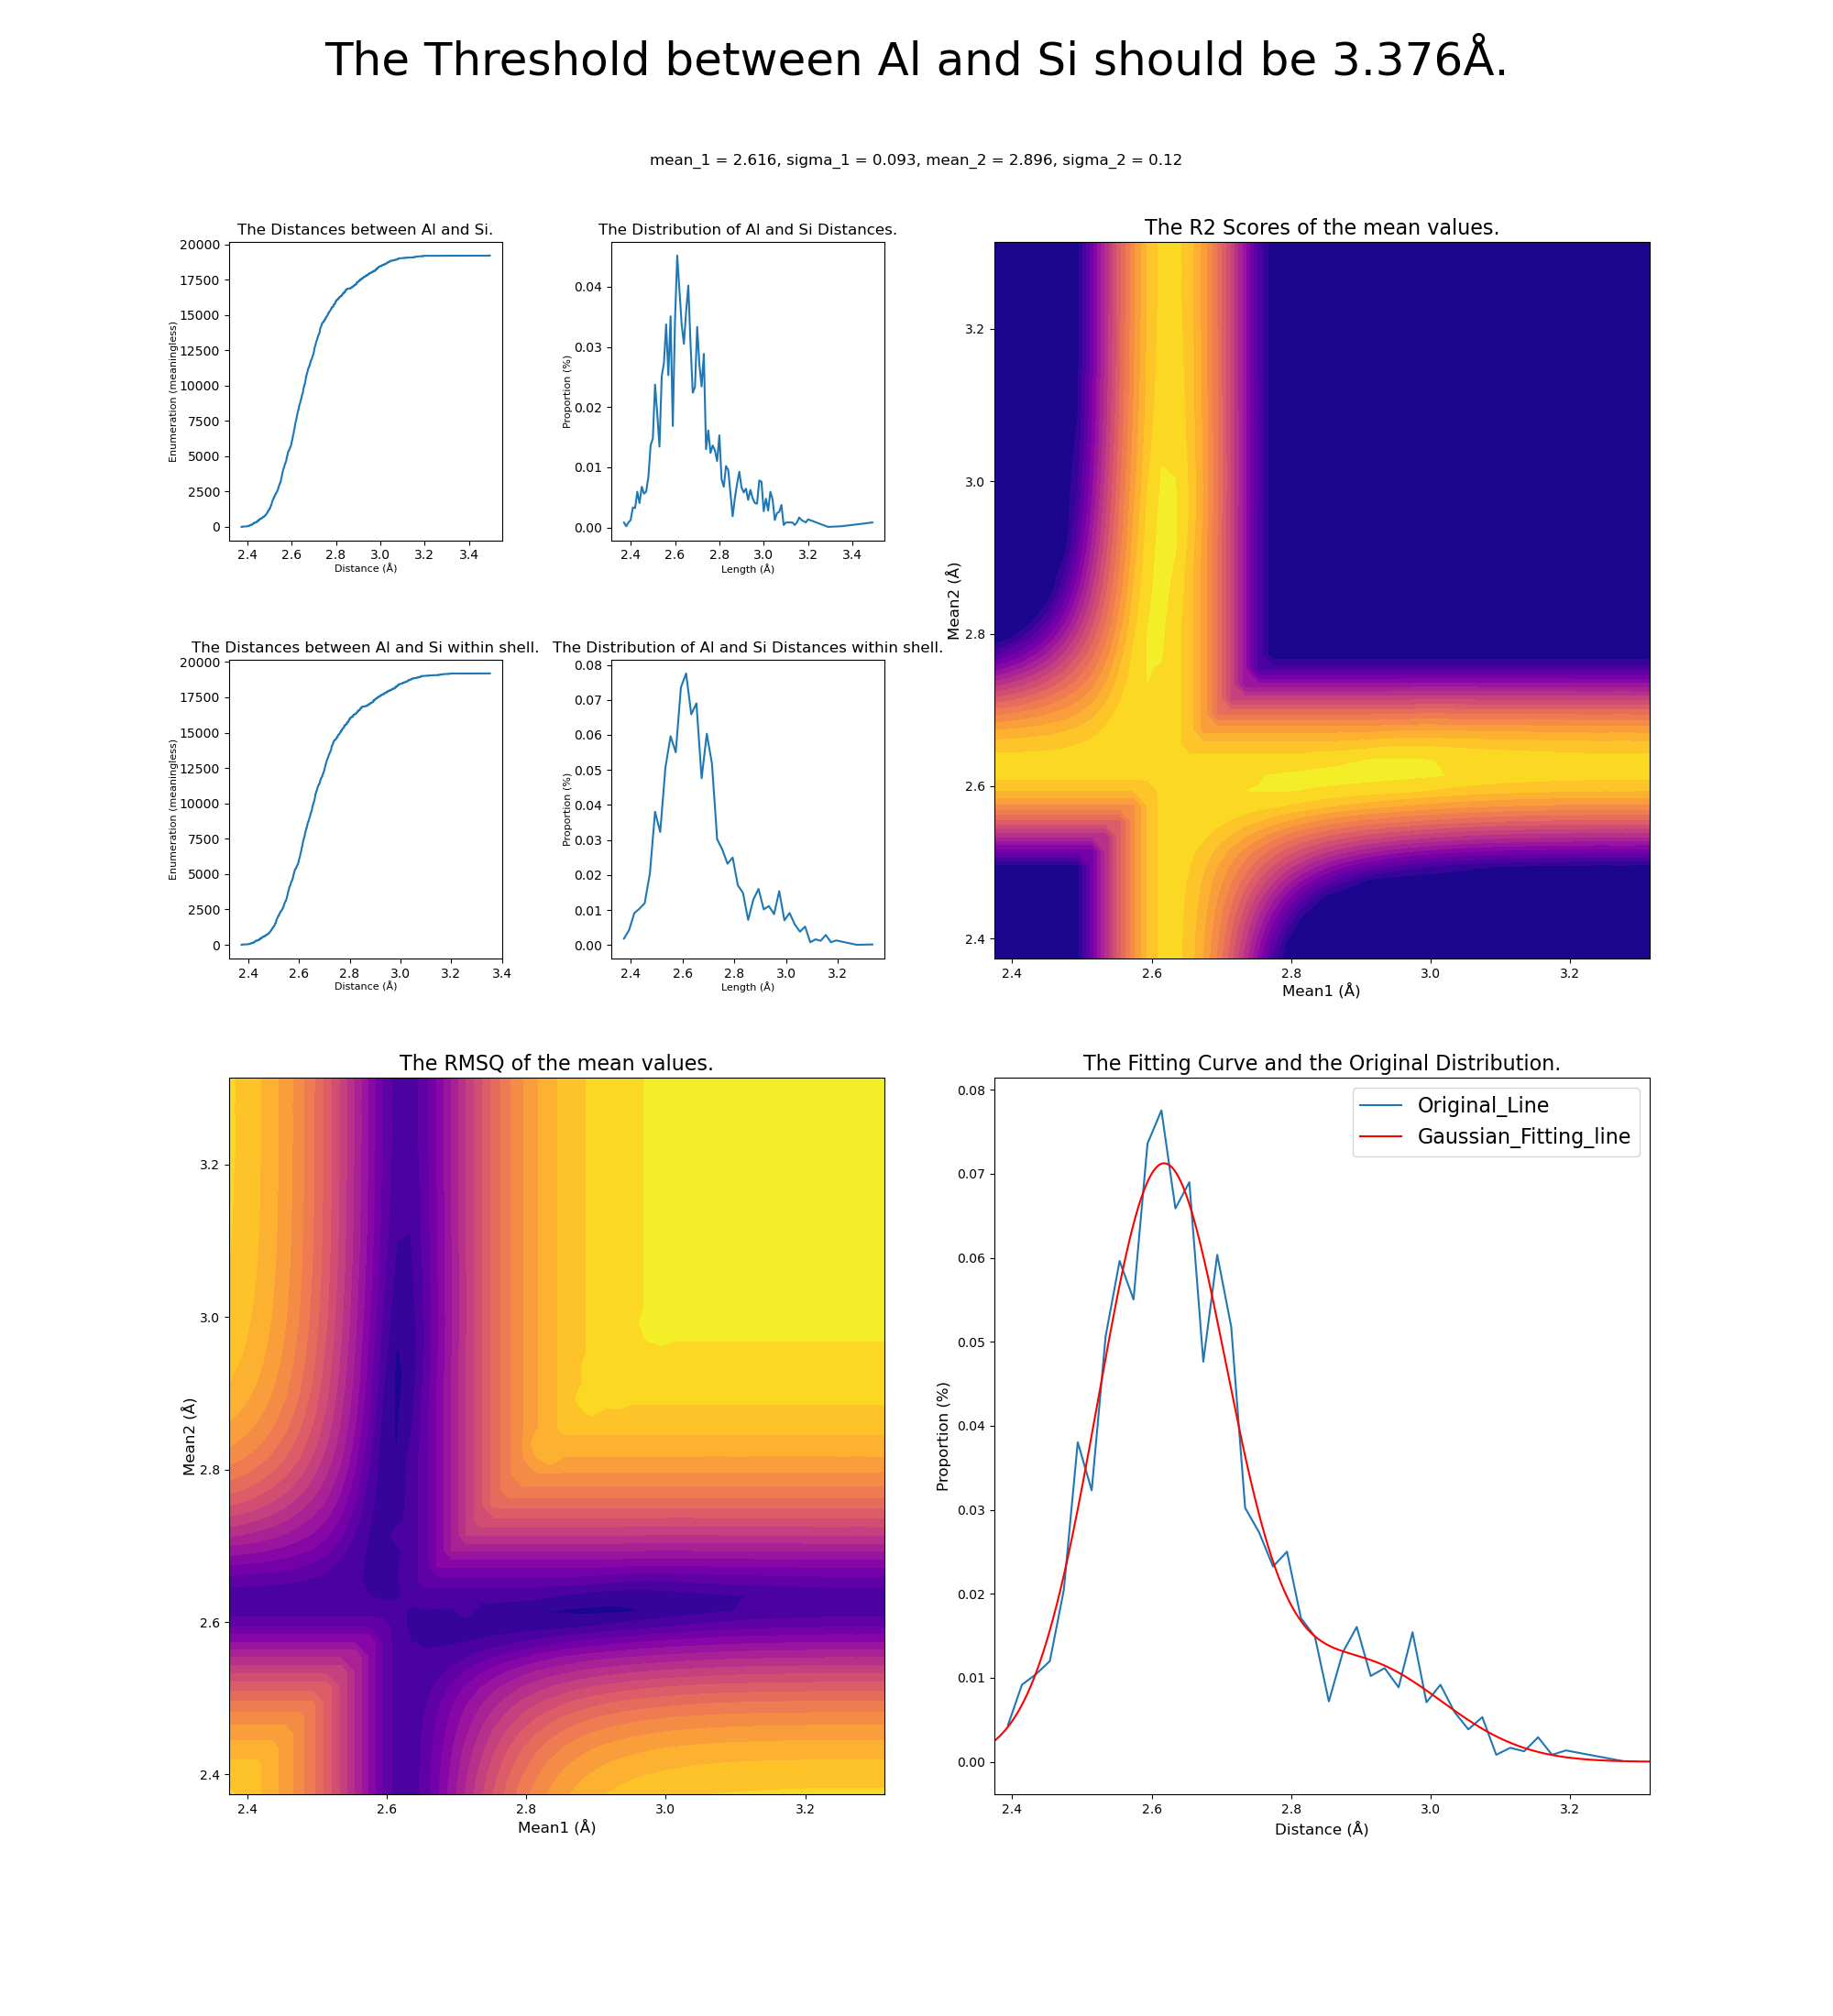 The Threshold between Al and Si should be 3.376Å.
mean_1 = 2.616, sigma_1 = 0.093, mean_2 = 2.896, sigma_2 = 0.12
The Distances between Al and Si.
20000
17500
15000
12500
10000
7500
5000
2500
0
Enumeration (meaningless)
2.4 2.6 2.8 3.0 3.2 3.4
Distance (Å)
The Distribution of Al and Si Distances.
0.04
0.03
0.02
0.01
0.00
Proportion (%)
2.4 2.6 2.8 3.0 3.2 3.4
Length (Å)
The R2 Scores of the mean values.
3.2
3.0
2.8
2.6
2.4
Mean2 (Å)
2.4 2.6 2.8 3.0 3.2
Mean1 (Å)
The Distances between Al and Si within shell.
20000
17500
15000
12500
10000
7500
5000
2500
0
Enumeration (meaningless)
2.4 2.6 2.8 3.0 3.2 3.4
Distance (Å)
The Distribution of Al and Si Distances within shell.
0.08
0.07
0.06
0.05
0.04
0.03
0.02
0.01
0.00
Proportion (%)
2.4 2.6 2.8 3.0 3.2
Length (Å)
The RMSQ of the mean values.
3.2
3.0
2.8
2.6
2.4
Mean2 (Å)
2.4 2.6 2.8 3.0 3.2
Mean1 (Å)
The Fitting Curve and the Original Distribution.
Original_Line
Gaussian_Fitting_line
0.08
0.07
0.06
0.05
0.04
0.03
0.02
0.01
0.00
Proportion (%)
2.4 2.6 2.8 3.0 3.2
Distance (Å)